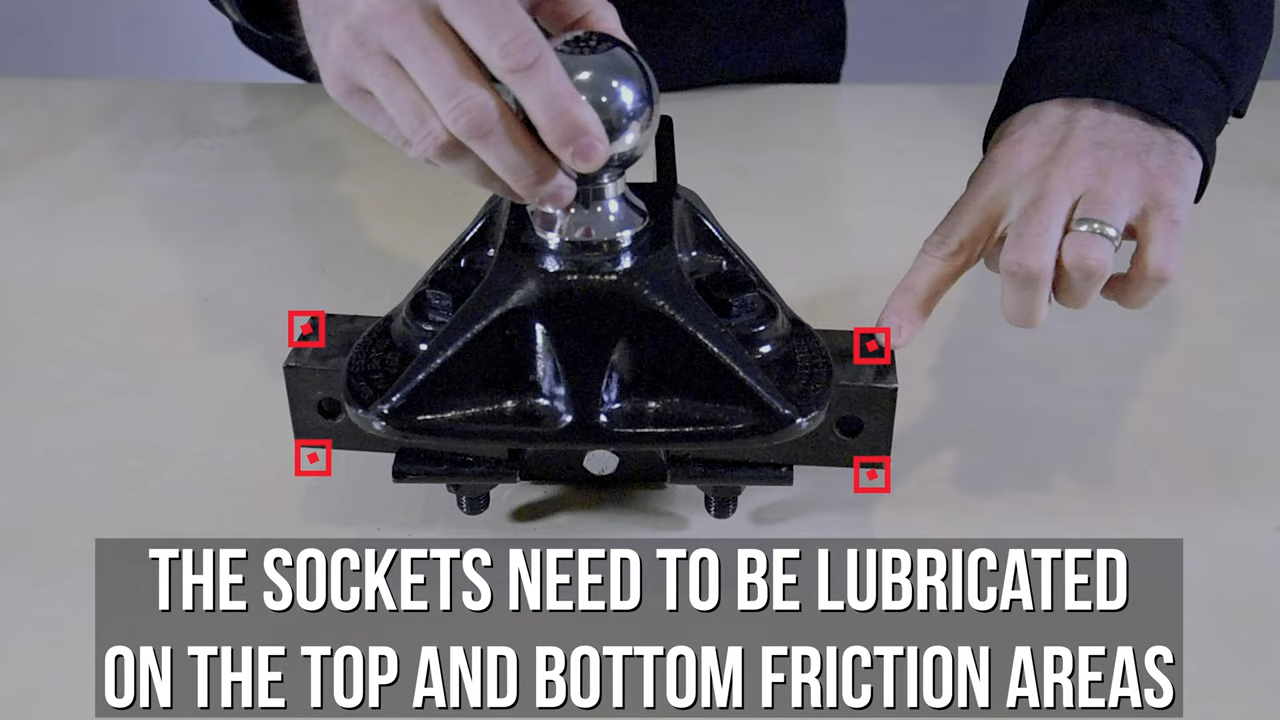 THE SOCKETS NEED TO BE LUBRICATED
ON THE TOP AND BOTTOM FRICTION AREAS